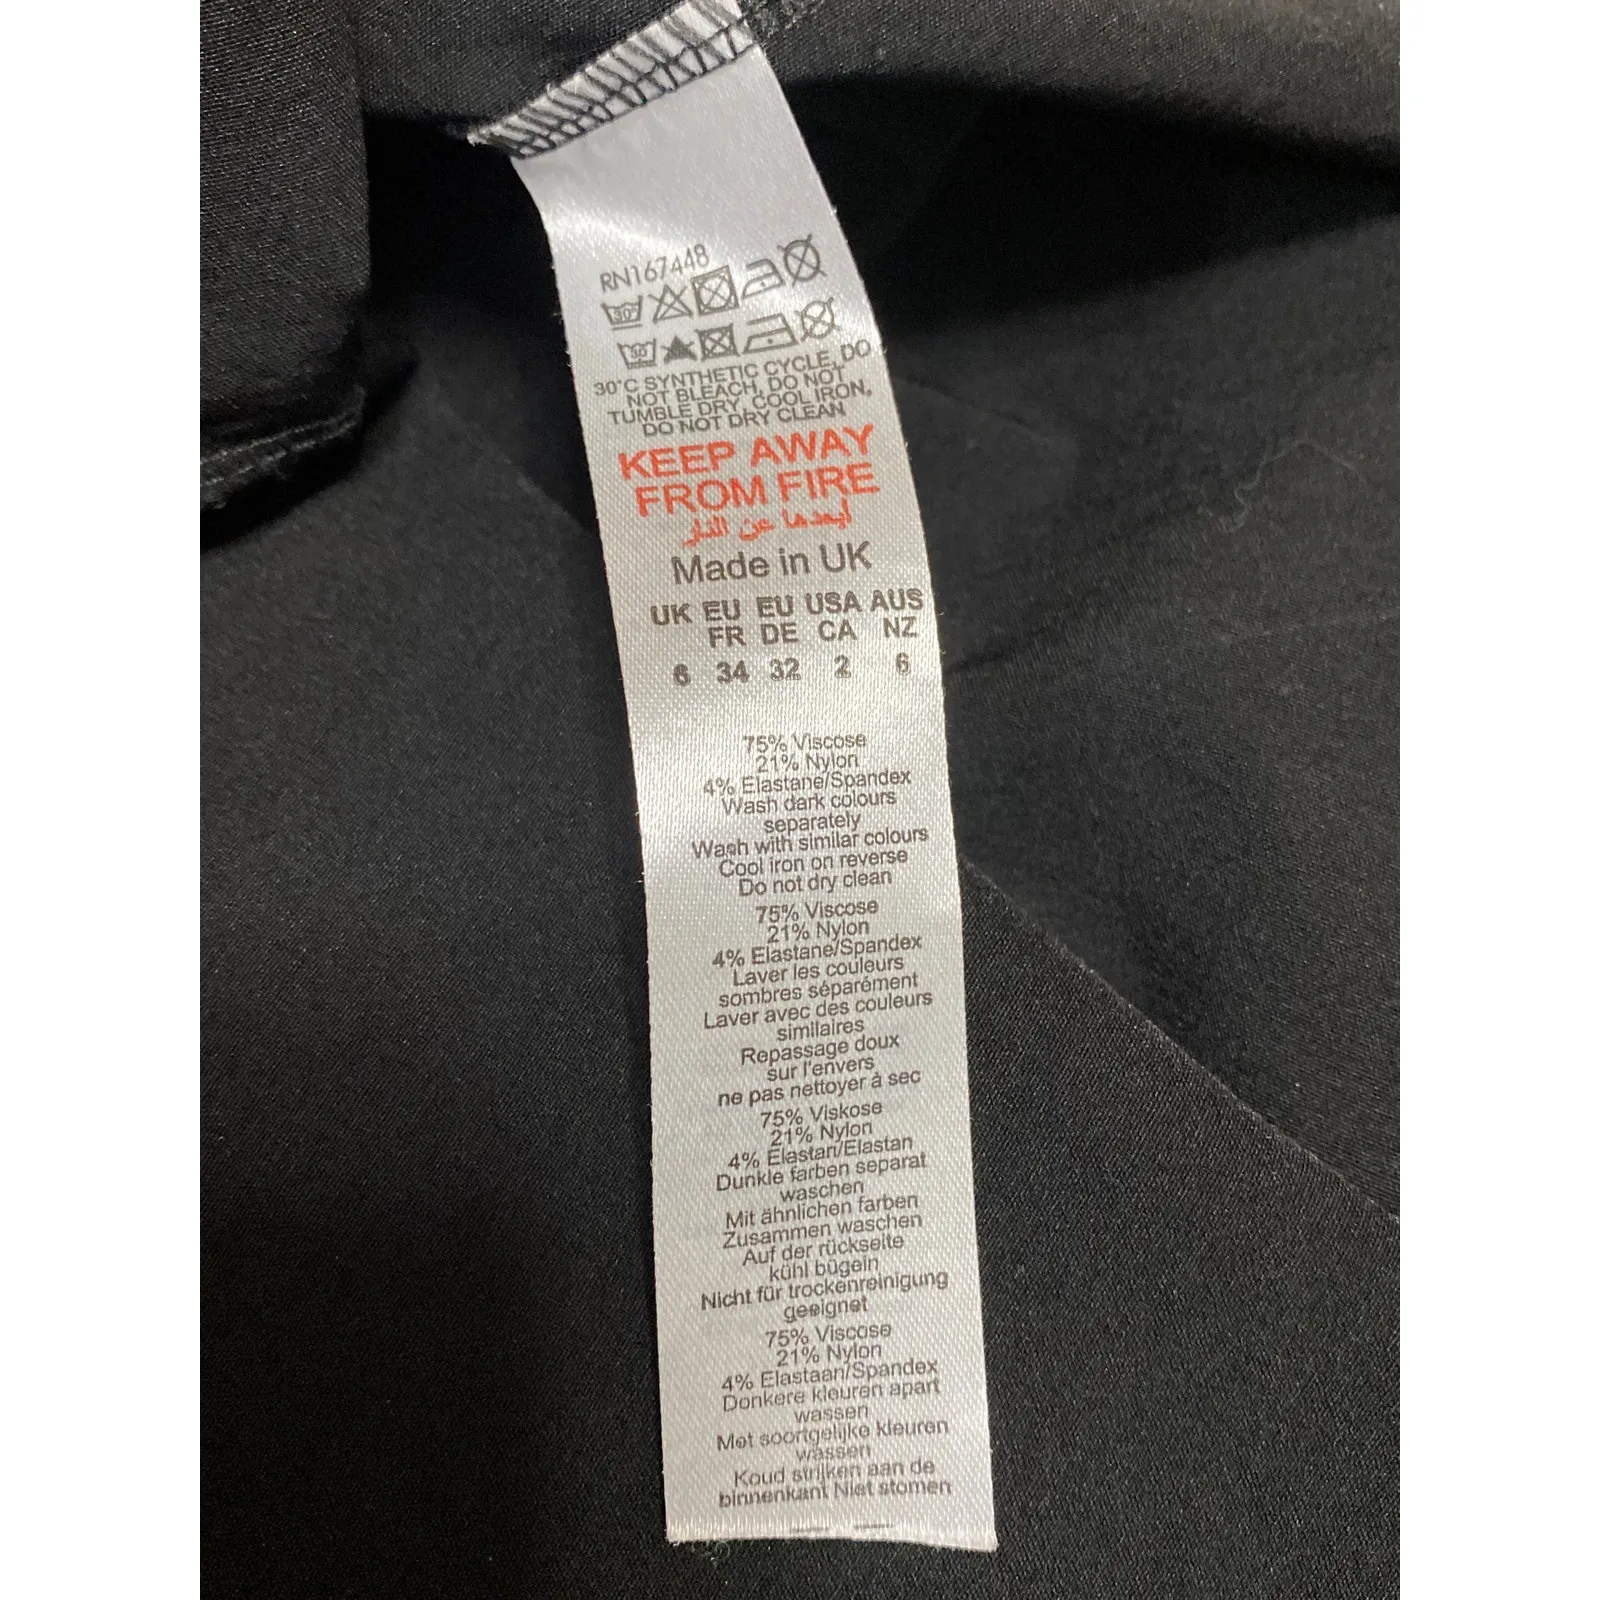 RN167448
30°C SYNTHETIC CYCLE, DO
NOT BLEACH, DO NOT
TUMBLE DRY, COOL IRON,
DO NOT DRY CLEAN
KEEP AWAY
FROM FIRE
أبعدها عن النار
Made in UK
UK EU EU USA AUS
FR DE CA NZ
6 34 32 2 6
75% Viscose
21% Nylon
4% Elastane/Spandex
Wash dark colours
separately
Wash with similar colours
Cool iron on reverse
Do not dry clean
75% Viscose
21% Nylon
4% Elastane/Spandex
Laver les couleurs
sombres séparément
Laver avec des couleurs
similaires
Repassage doux
sur l'envers
ne pas nettoyer à sec
75% Viskose
21% Nylon
4% Elastan/Elastan
Dunkle farben separat
waschen
Mit ähnlichen farben
Zusammen waschen
Auf der rückseite
kühl bügeln
Nicht für trockenreinigung
geeignet
75% Viscose
21% Nylon
4% Elastaan/Spandex
Donkere kleuren apart
wassen
Met soortgelijke kleuren
wassen
Koud strijken aan de
binnenkant Niet stomen